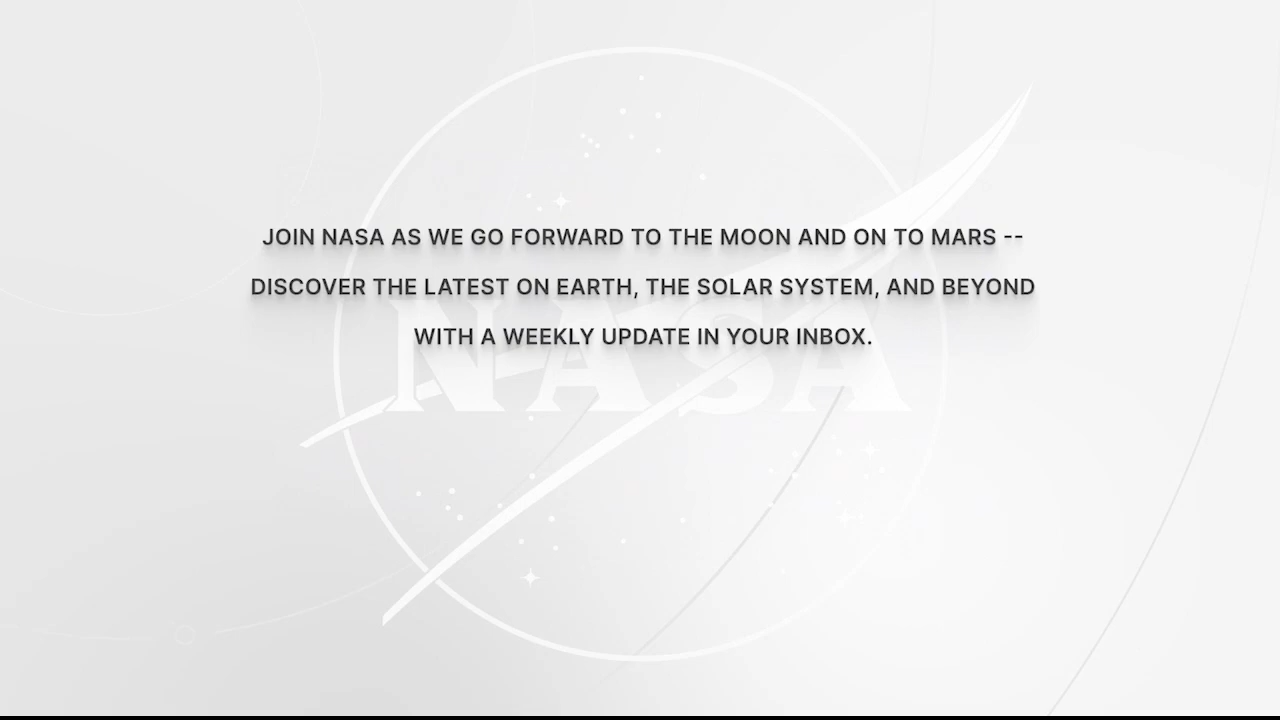 JOIN NASA AS WE GO FORWARD TO THE MOON AND ON TO MARS --
DISCOVER THE LATEST ON EARTH, THE SOLAR SYSTEM, AND BEYOND
WITH A WEEKLY UPDATE IN YOUR INBOX.
NASA